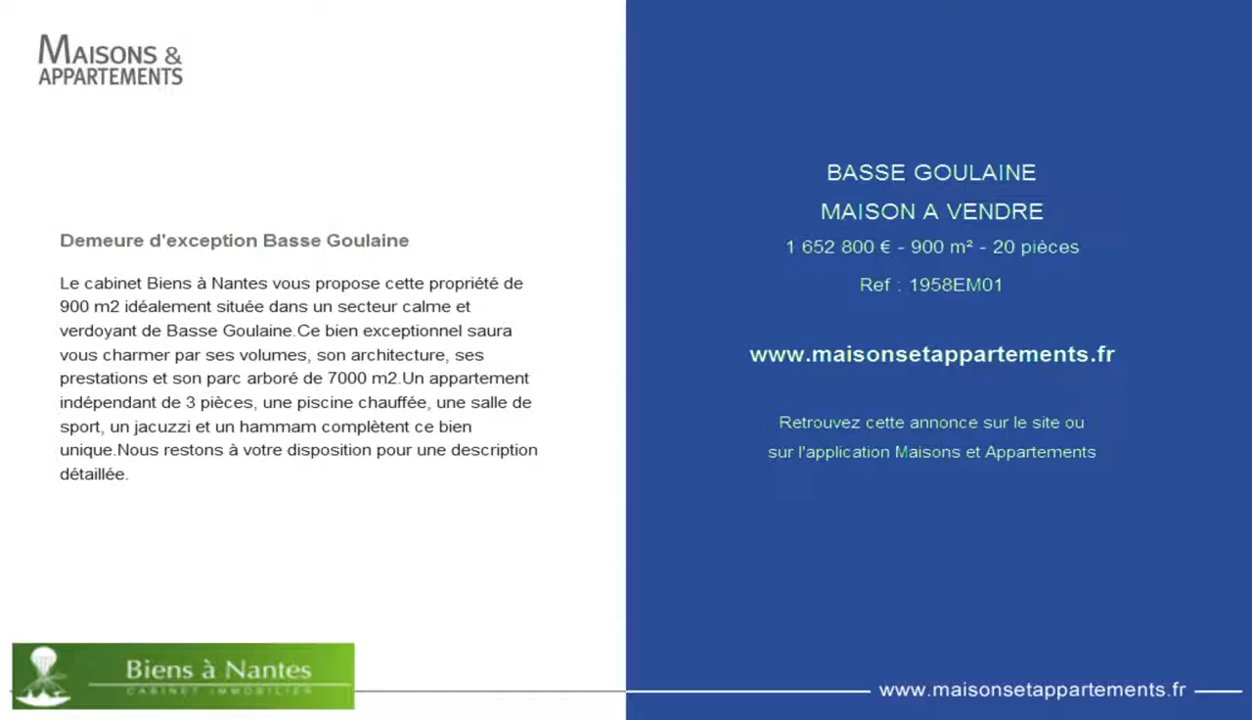 MAISONS &
APPARTEMENTS
Demeure d'exception Basse Goulaine
Le cabinet Biens à Nantes vous propose cette propriété de
900 m2 idéalement située dans un secteur calme et
verdoyant de Basse Goulaine.Ce bien exceptionnel saura
vous charmer par ses volumes, son architecture, ses
prestations et son parc arboré de 7000 m2.Un appartement
indépendant de 3 pièces, une piscine chauffée, une salle de
sport, un jacuzzi et un hammam complètent ce bien
unique.Nous restons à votre disposition pour une description
détaillée.
Biens à Nantes
CABINET IMMOBILIER
BASSE GOULAINE
MAISON A VENDRE
1 652 800 € - 900 m² - 20 pièces
Ref : 1958EM01
www.maisonsetappartements.fr
Retrouvez cette annonce sur le site ou
sur l'application Maisons et Appartements
www.maisonsetappartements.fr